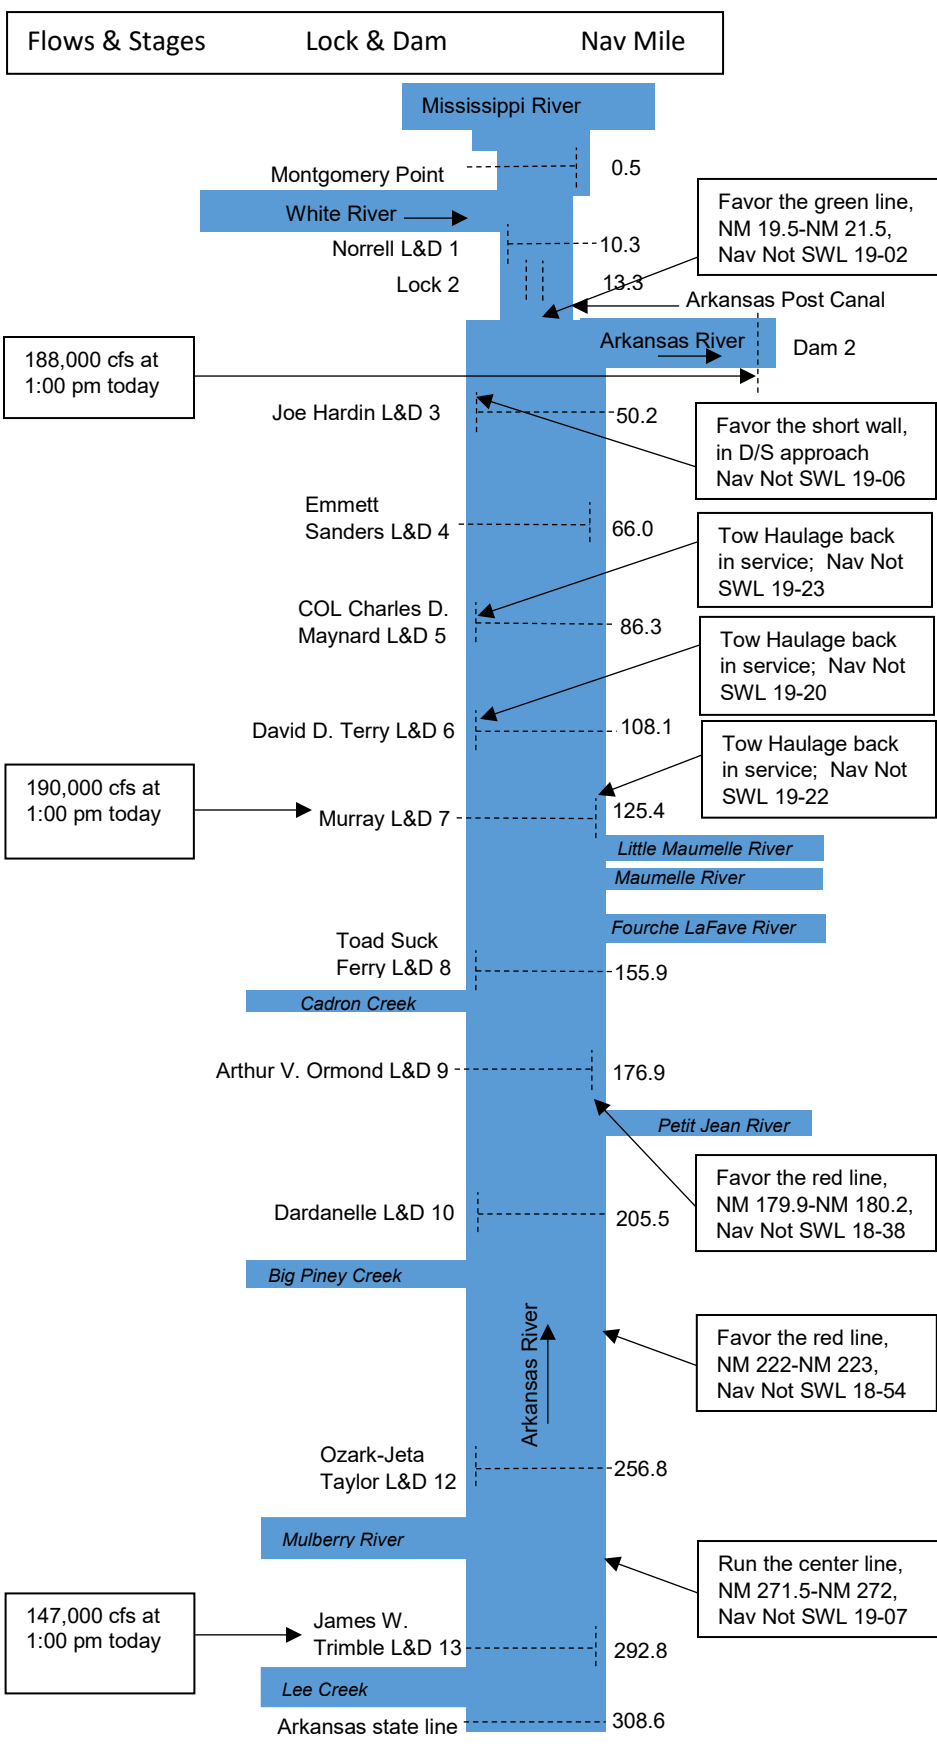 Flows & Stages Lock & Dam Nav Mile
Mississippi River
Montgomery Point 0.5
White River
Favor the green line,
NM 19.5-NM 21.5,
Nav Not SWL 19-02
Norrell L&D 1 10.3
Lock 2 13.3
Arkansas Post Canal
Arkansas River
Dam 2
188,000 cfs at
1:00 pm today
Joe Hardin L&D 3 50.2
Favor the short wall,
in D/S approach
Nav Not SWL 19-06
Emmett
Sanders L&D 4 66.0
Tow Haulage back
in service; Nav Not
SWL 19-23
COL Charles D.
Maynard L&D 5 86.3
Tow Haulage back
in service; Nav Not
SWL 19-20
David D. Terry L&D 6 108.1
Tow Haulage back
in service; Nav Not
SWL 19-22
190,000 cfs at
1:00 pm today
Murray L&D 7 125.4
Little Maumelle River
Maumelle River
Fourche LaFave River
Toad Suck
Ferry L&D 8 155.9
Cadron Creek
Arthur V. Ormond L&D 9 176.9
Petit Jean River
Favor the red line,
NM 179.9-NM 180.2,
Nav Not SWL 18-38
Dardanelle L&D 10 205.5
Big Piney Creek
Arkansas River
Favor the red line,
NM 222-NM 223,
Nav Not SWL 18-54
Ozark-Jeta
Taylor L&D 12 256.8
Mulberry River
Run the center line,
NM 271.5-NM 272,
Nav Not SWL 19-07
147,000 cfs at
1:00 pm today
James W.
Trimble L&D 13 292.8
Lee Creek
Arkansas state line 308.6